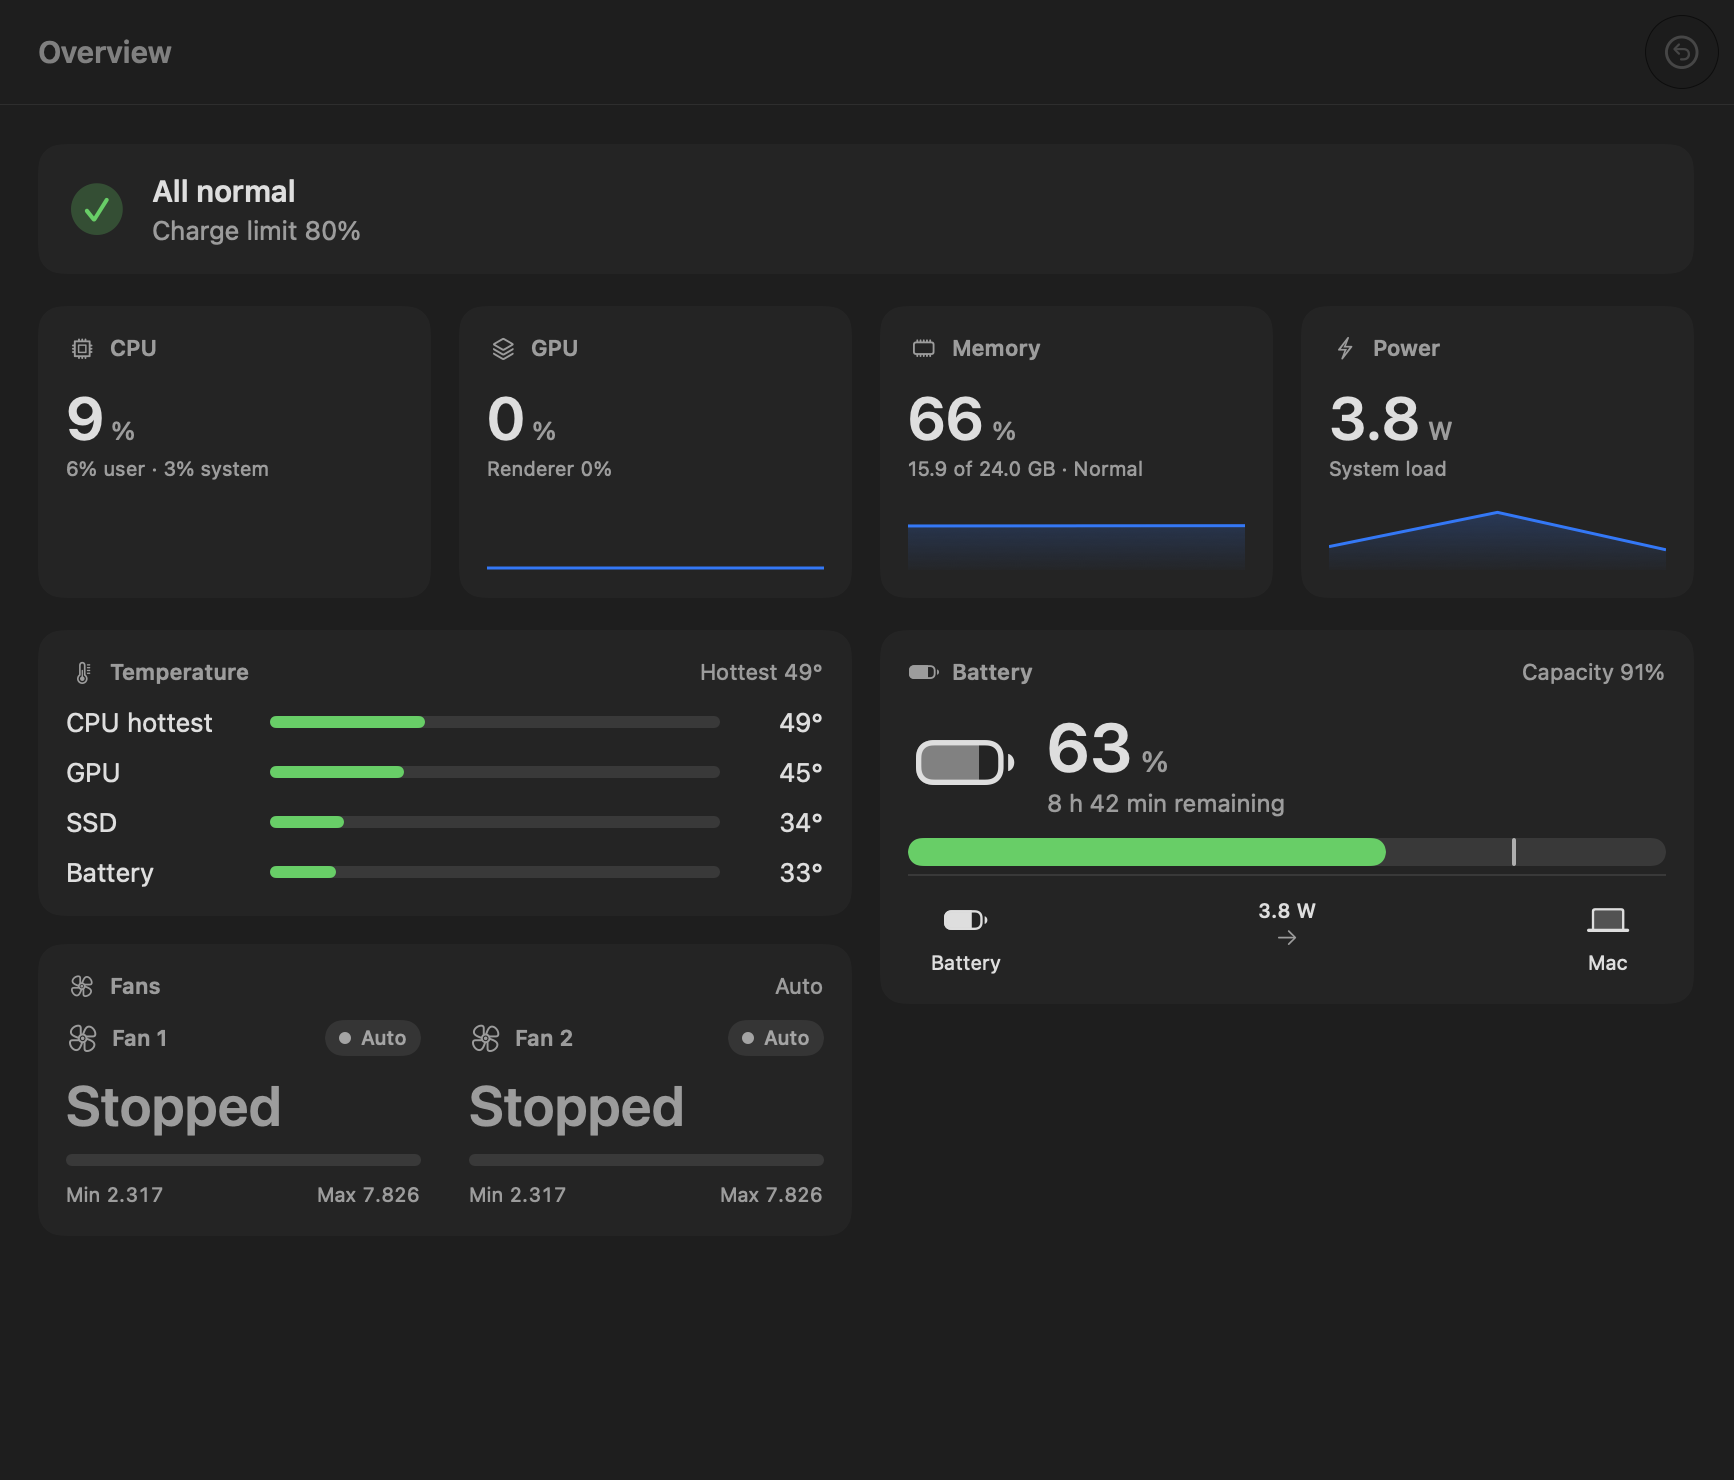 Overview
All normal
Charge limit 80%
CPU
9 %
6% user · 3% system
GPU
0 %
Renderer 0%
Memory
66 %
15.9 of 24.0 GB · Normal
Power
3.8 W
System load
Temperature
Hottest 49°
CPU hottest
49°
GPU
45°
SSD
34°
Battery
33°
Battery
Capacity 91%
63 %
8 h 42 min remaining
3.8 W
→
Battery
Mac
Fans
Auto
Fan 1
Auto
Stopped
Min 2.317
Max 7.826
Fan 2
Auto
Stopped
Min 2.317
Max 7.826